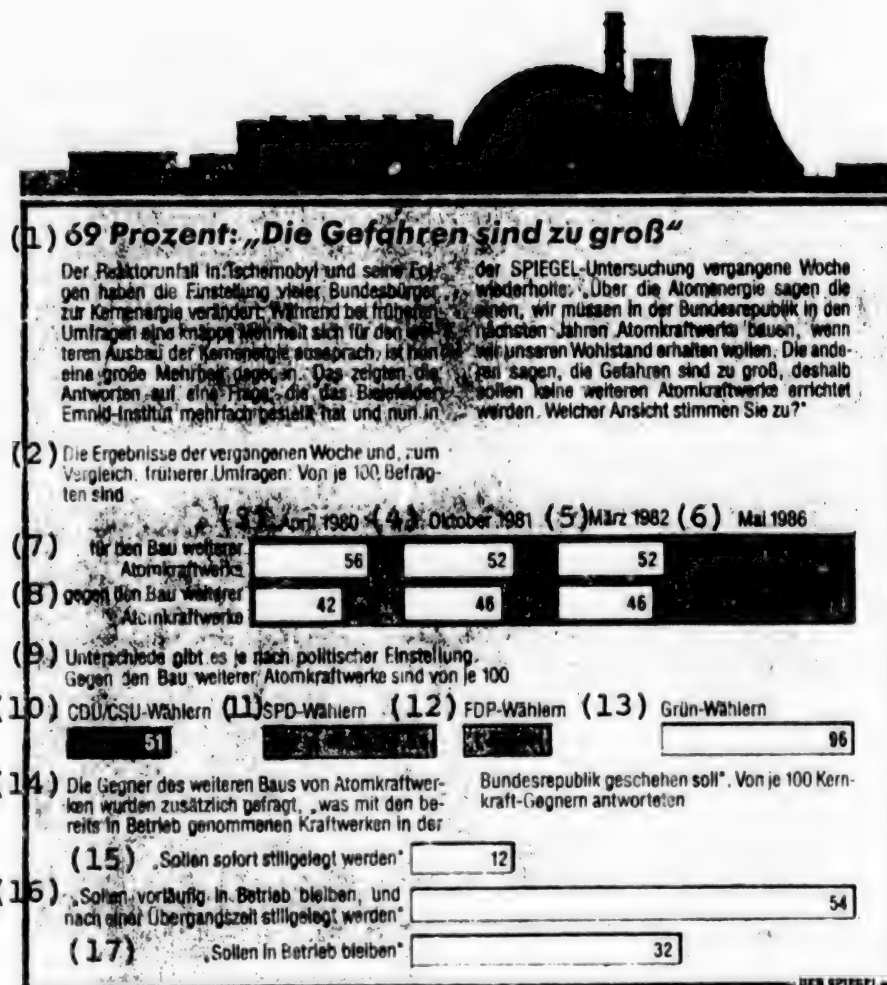 (1) 69 Prozent: „Die Gefahren sind zu groß“
Der Reaktorunfall in Tschernobyl und seine Fol-
gen haben die Einstellung vieler Bundesbürger
zur Kernenergie verändert. Während bei früheren
Umfragen eine knappe Mehrheit sich für den wei-
teren Ausbau der Kernenergie aussprach, ist nun
eine große Mehrheit dagegen. Das zeigten die
Antworten auf eine Frage, die das Bielefelder
Emnid-Institut mehrfach gestellt hat und nun in
der SPIEGEL-Untersuchung vergangene Woche
wiederholte: „Über die Atomenergie sagen die
einen, wir müssen in der Bundesrepublik in den
nächsten Jahren Atomkraftwerke bauen, wenn
wir unseren Wohlstand erhalten wollen. Die ande-
ren sagen, die Gefahren sind zu groß, deshalb
sollen keine weiteren Atomkraftwerke errichtet
werden. Welcher Ansicht stimmen Sie zu?“
(2) Die Ergebnisse der vergangenen Woche und, zum
Vergleich, früherer Umfragen: Von je 100 Befrag-
ten sind
(3) April 1980 (4) Oktober 1981 (5) März 1982 (6) Mai 1986
(7) für den Bau weiterer
Atomkraftwerke 56 52 52
(8) gegen den Bau weiterer
Atomkraftwerke 42 46 46
(9) Unterschiede gibt es je nach politischer Einstellung.
Gegen den Bau weiterer Atomkraftwerke sind von je 100
(10) CDU/CSU-Wählern (11) SPD-Wählern (12) FDP-Wählern (13) Grün-Wählern
51 96
(14) Die Gegner des weiteren Baus von Atomkraftwer-
ken wurden zusätzlich gefragt, „was mit den be-
reits in Betrieb genommenen Kraftwerken in der
Bundesrepublik geschehen soll“. Von je 100 Kern-
kraft-Gegnern antworteten
(15) „Sollen sofort stillgelegt werden“ 12
(16) „Sollen vorläufig in Betrieb bleiben, und
nach einer Übergangszeit stillgelegt werden“ 54
(17) „Sollen in Betrieb bleiben“ 32
DER SPIEGEL